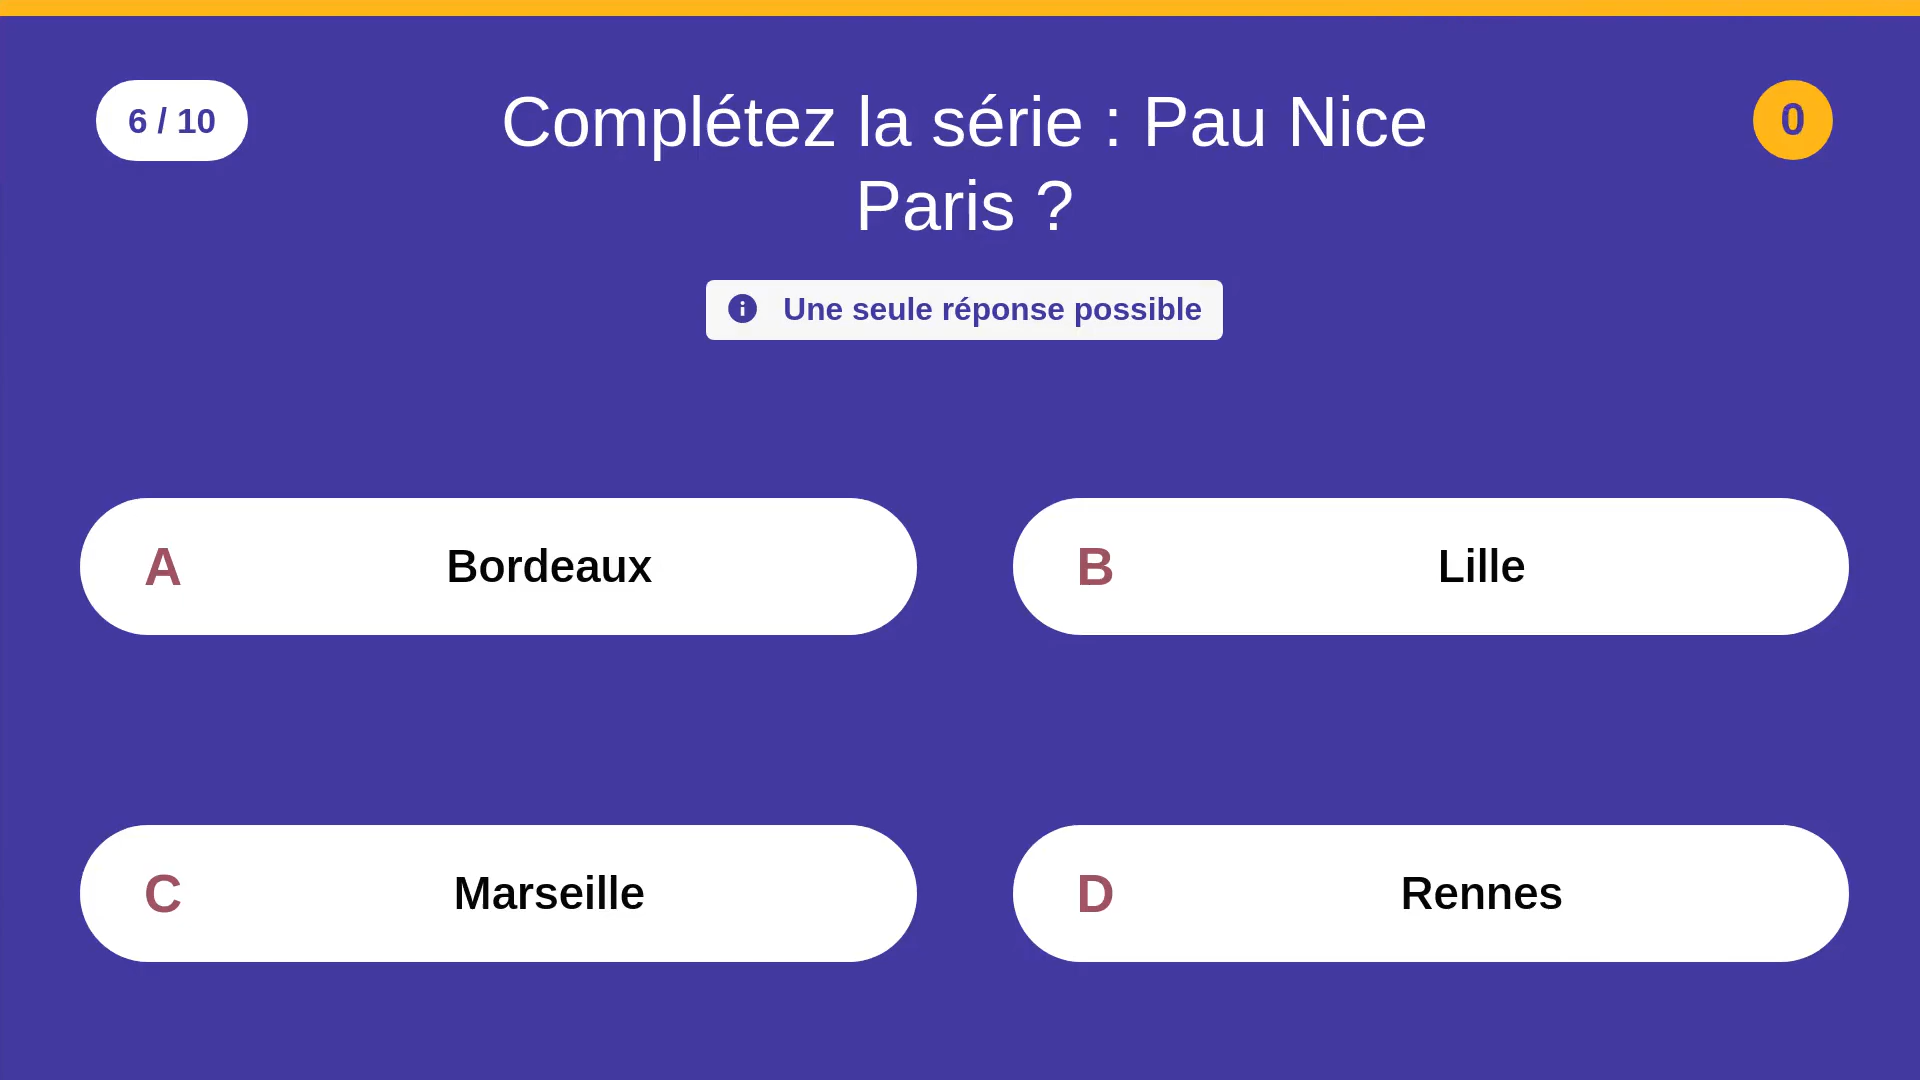 6 / 10
Complétez la série : Pau Nice
Paris ?
0
Une seule réponse possible
A Bordeaux
B Lille
C Marseille
D Rennes